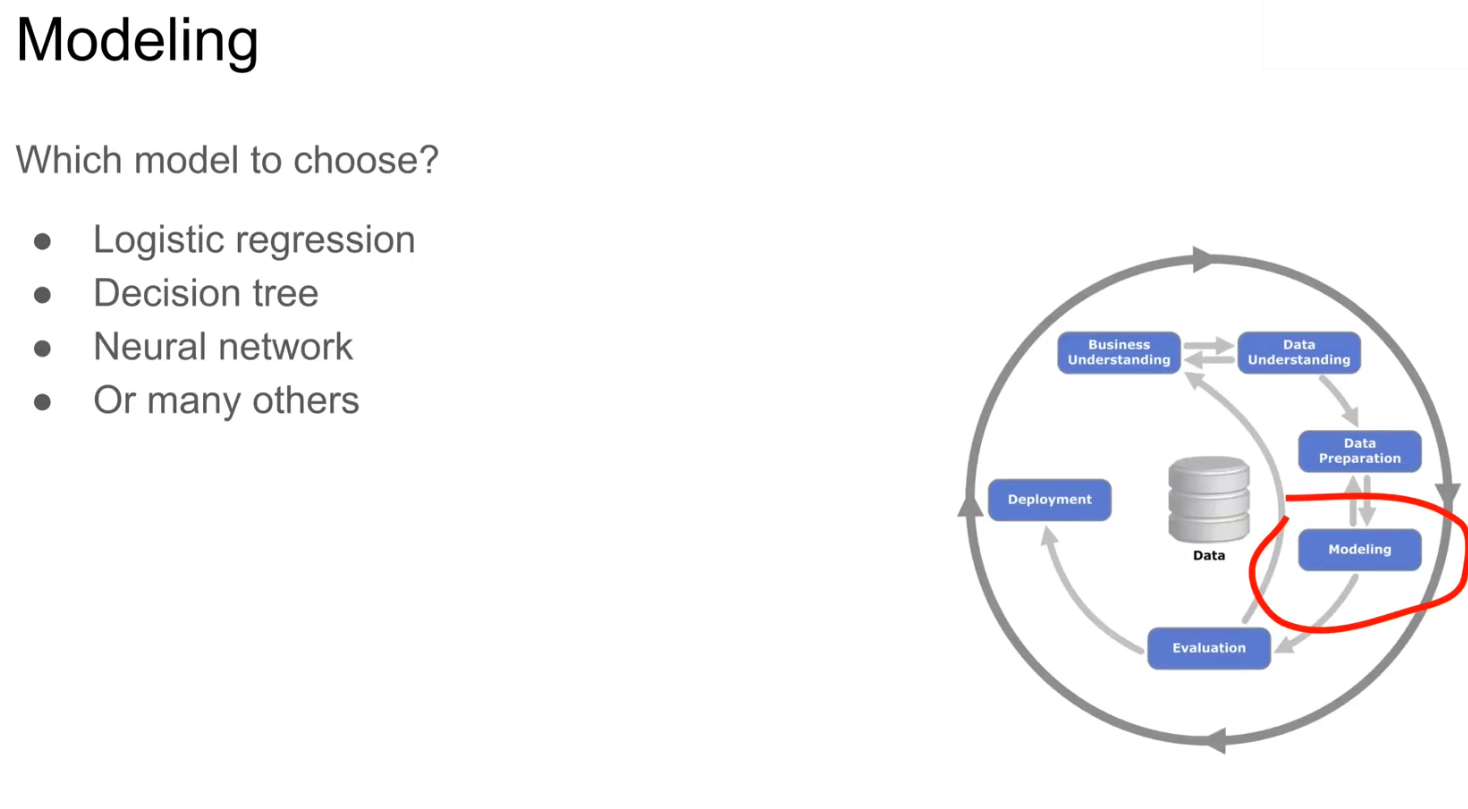 Modeling
Which model to choose?
● Logistic regression
● Decision tree
● Neural network
● Or many others
Business
Understanding
Data
Understanding
Data
Preparation
Deployment
Data
Modeling
Evaluation